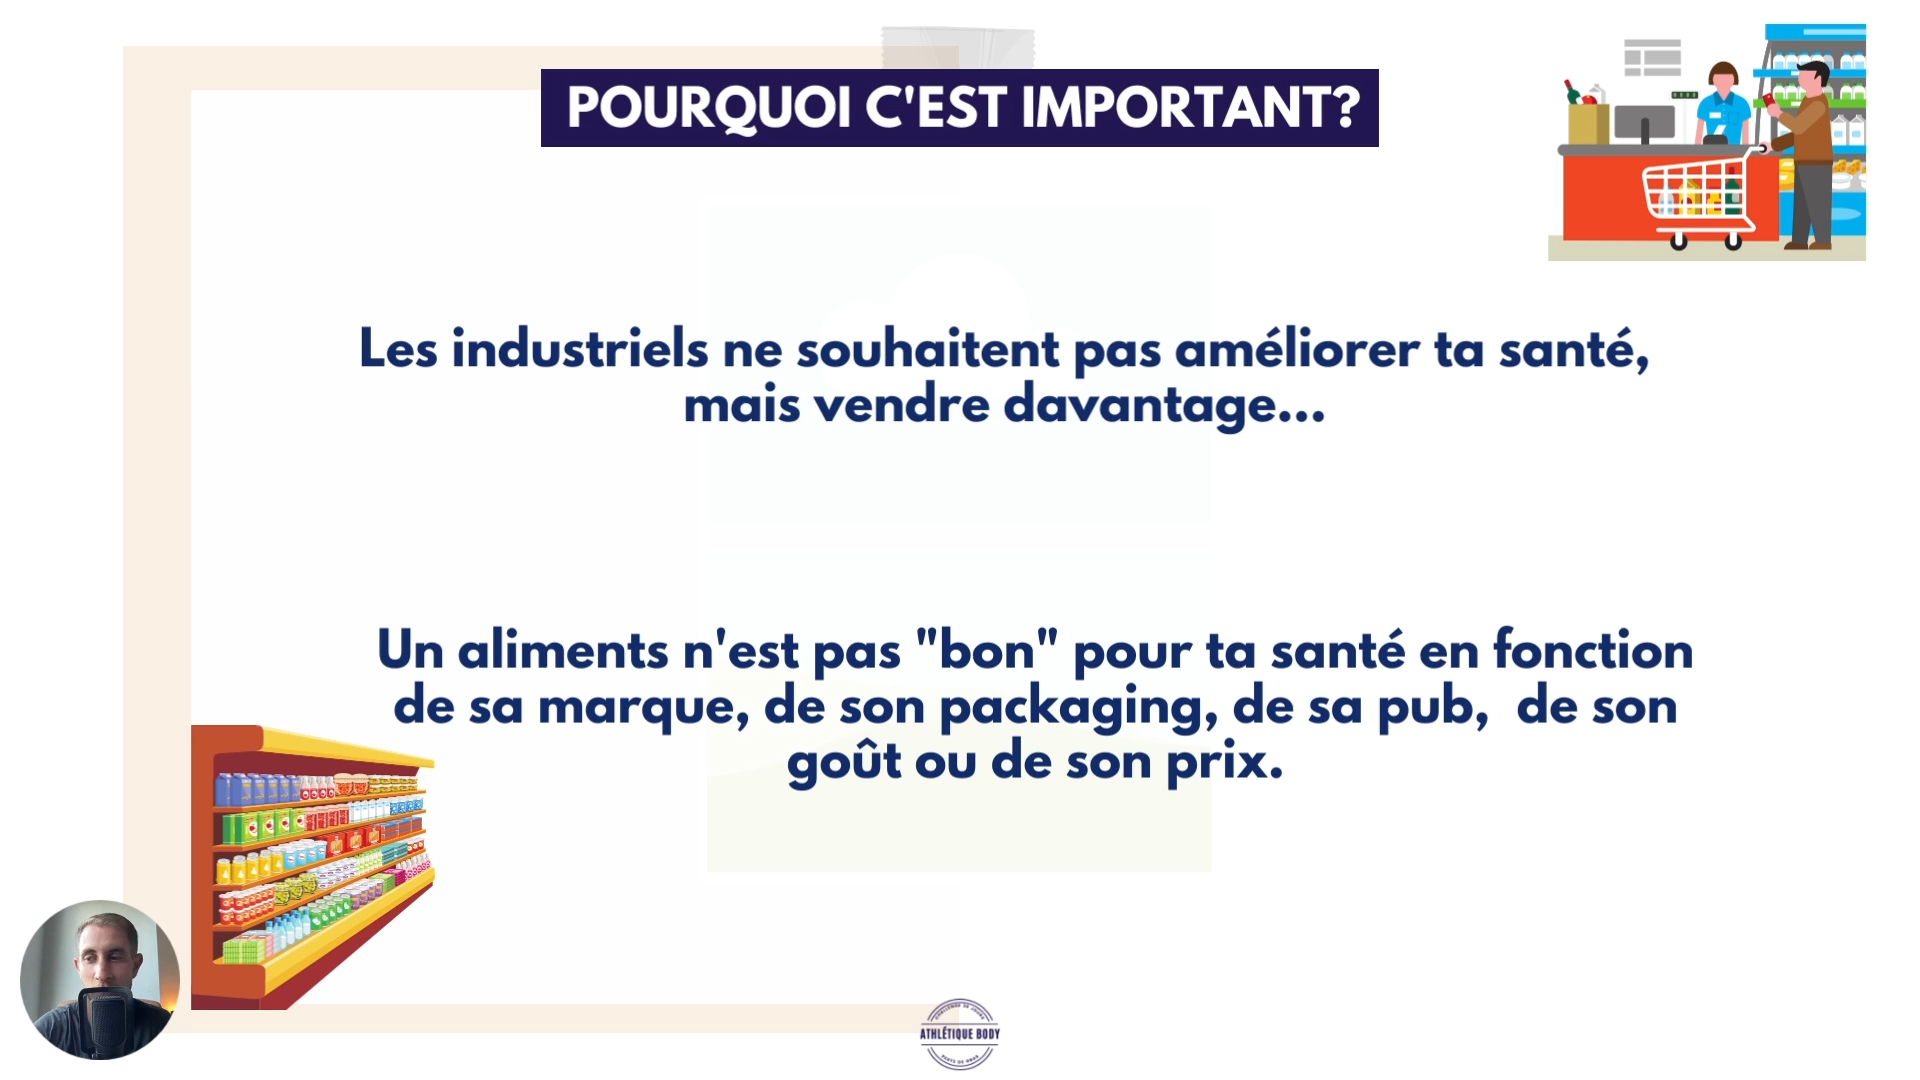 POURQUOI C'EST IMPORTANT?
Les industriels ne souhaitent pas améliorer ta santé,
mais vendre davantage...
Un aliments n'est pas "bon" pour ta santé en fonction
de sa marque, de son packaging, de sa pub,  de son
goût ou de son prix.
ATHLÉTIQUE BODY